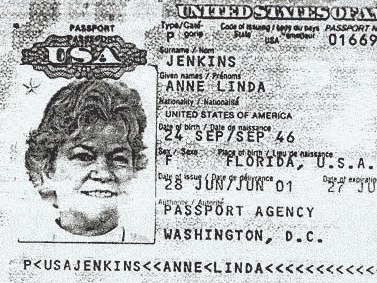 UNITED STATES OF A
PASSPORT
PASSPORT
USA
Type / Caté- gorie
Code of issuing / code du pays
PASSPORT N
P
State
USA
01669
Surname / Nom
JENKINS
Given names / Prénoms
ANNE LINDA
Nationality / Nationalité
UNITED STATES OF AMERICA
Date of birth / Date de naissance
24 SEP/SEP 46
Sex / Sexe Place of birth / Lieu de naissance
F FLORIDA, U.S.A.
Date of issue / Date de délivrance Date of expiration
28 JUN/JUN 01 27 JU
Authority / Autorité
PASSPORT AGENCY
WASHINGTON, D.C.
P<USAJENKINS<<ANNE<LINDA<<<<<<<<<<<<